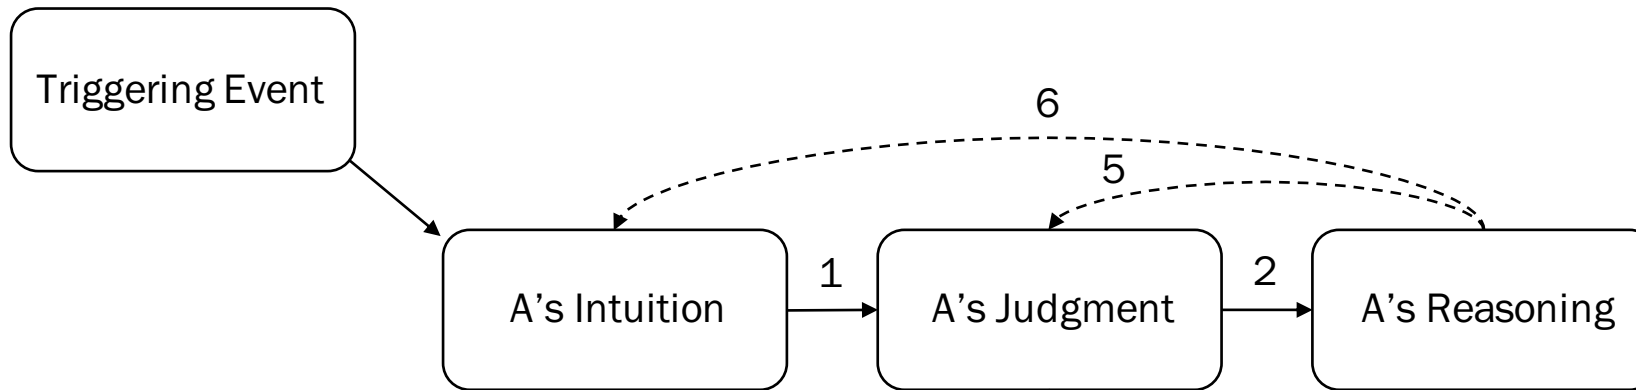 Triggering Event
6
5
1
2
A's Intuition
A's Judgment
A's Reasoning